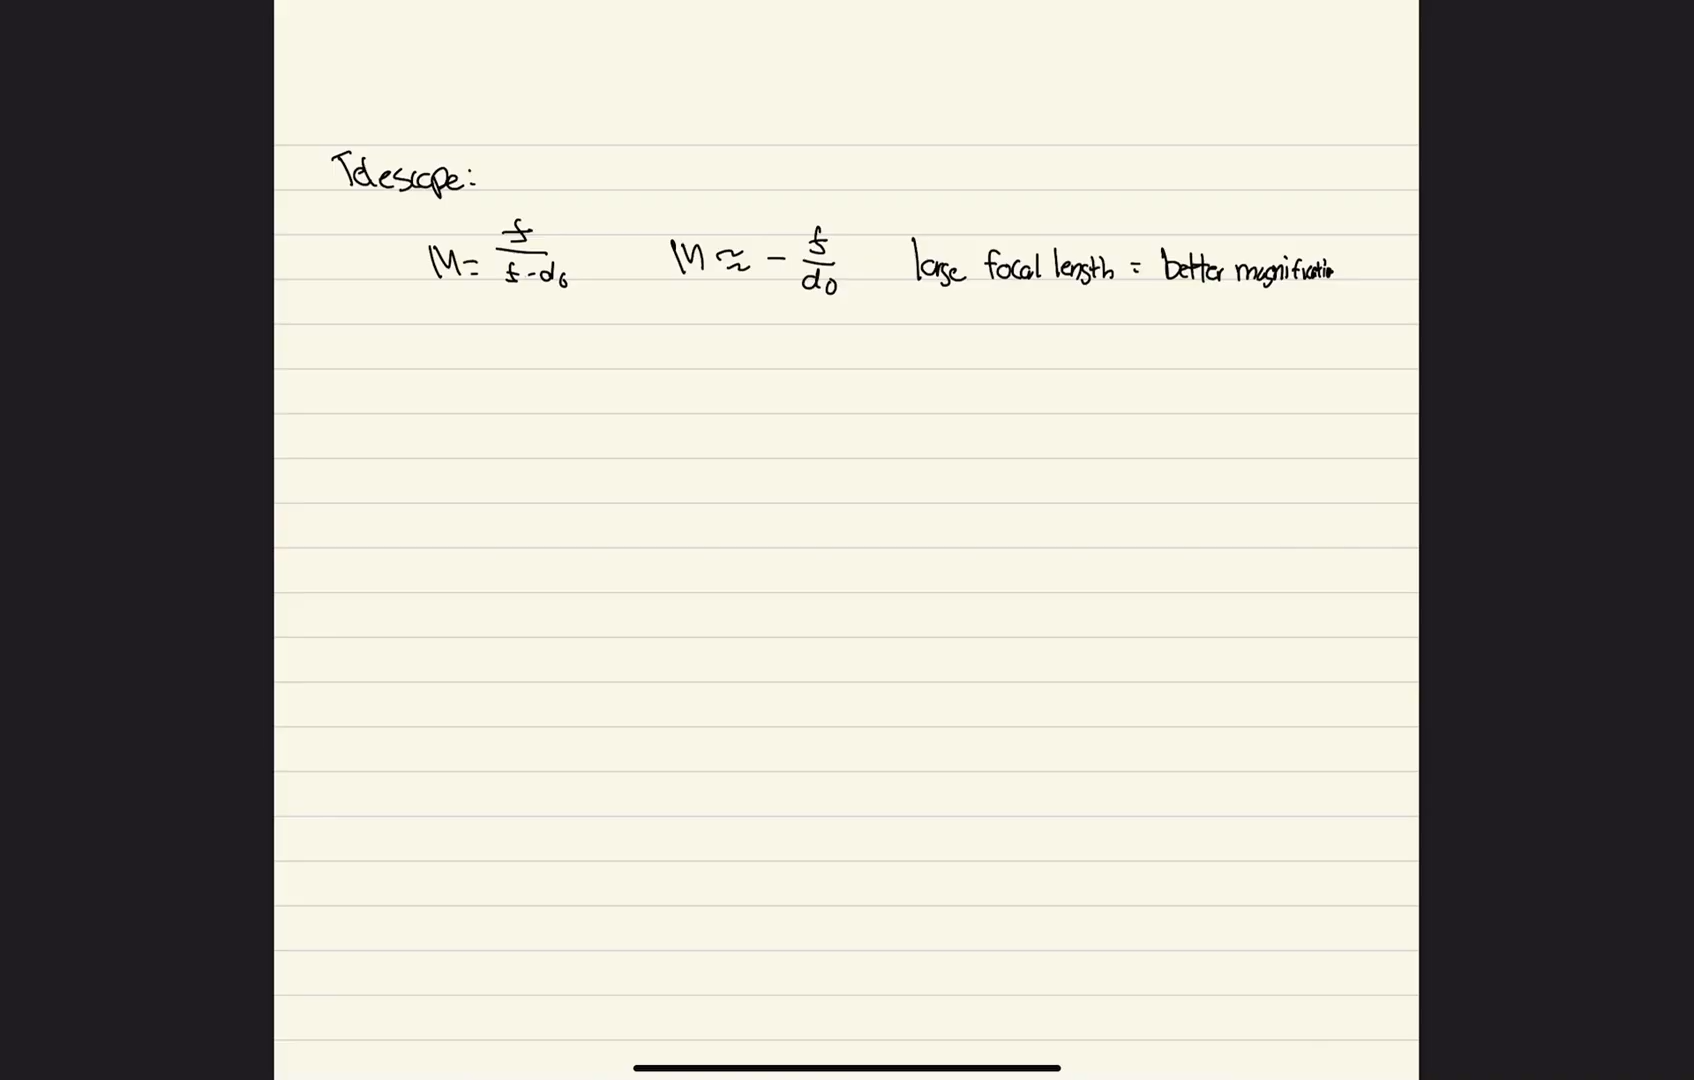 Telescope:
M = f / (f - d₀)   M ≈ - f / d₀   large focal length = better magnification